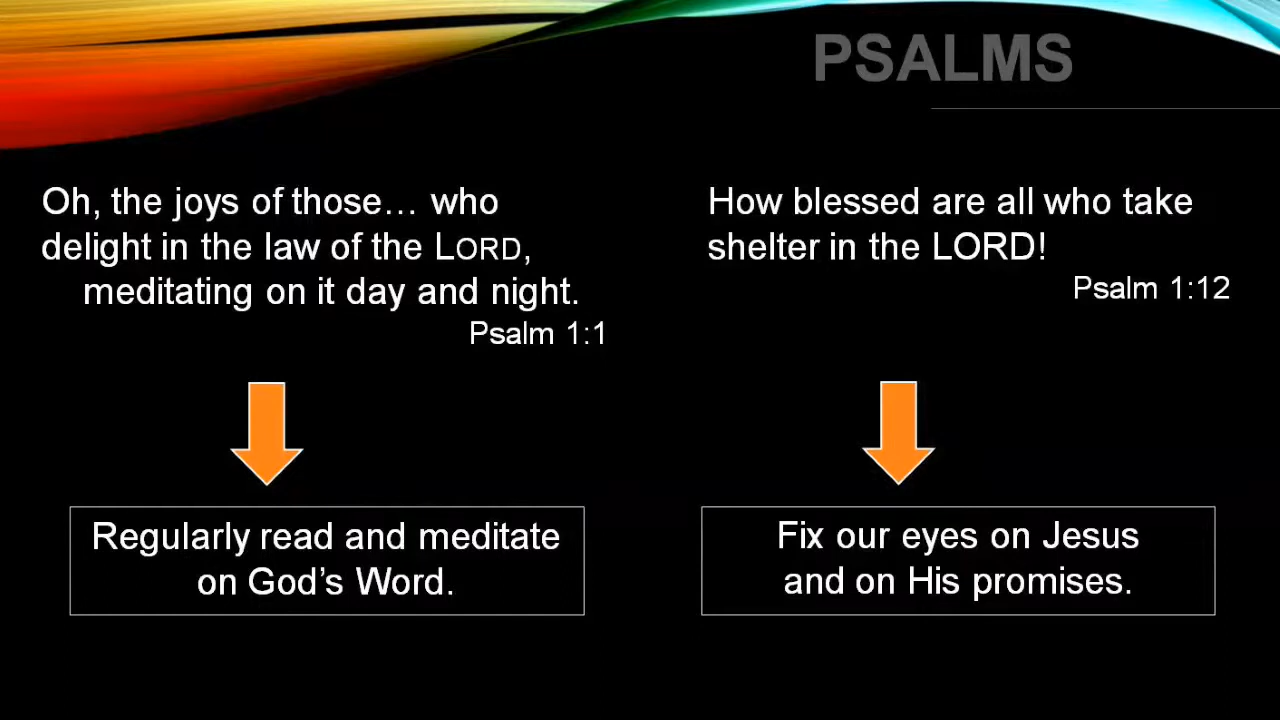 PSALMS
Oh, the joys of those… who
delight in the law of the LORD,
meditating on it day and night.
Psalm 1:1
How blessed are all who take
shelter in the LORD!
Psalm 1:12
Regularly read and meditate
on God’s Word.
Fix our eyes on Jesus
and on His promises.